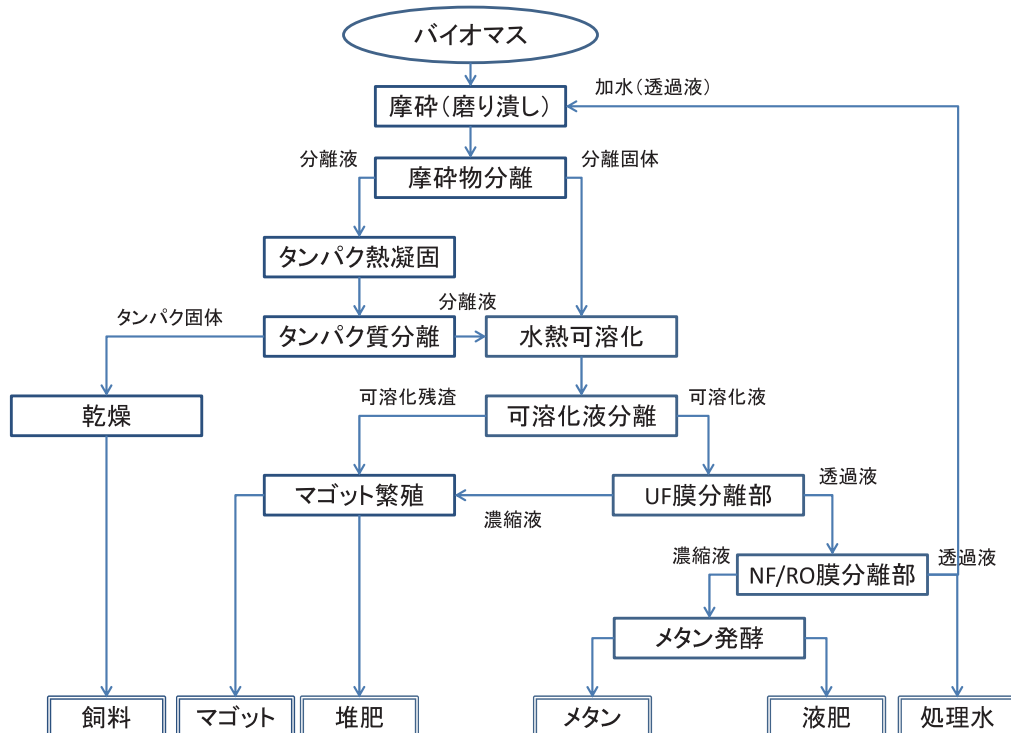 バイオマス
加水（透過液）
摩砕（磨り潰し）
分離液
分離固体
摩砕物分離
タンパク熱凝固
分離液
タンパク固体
タンパク質分離
水熱可溶化
可溶化残渣
可溶化液
乾燥
可溶化液分離
透過液
マゴット繁殖
UF膜分離部
濃縮液
濃縮液
透過液
NF/RO膜分離部
メタン発酵
飼料
マゴット
堆肥
メタン
液肥
処理水